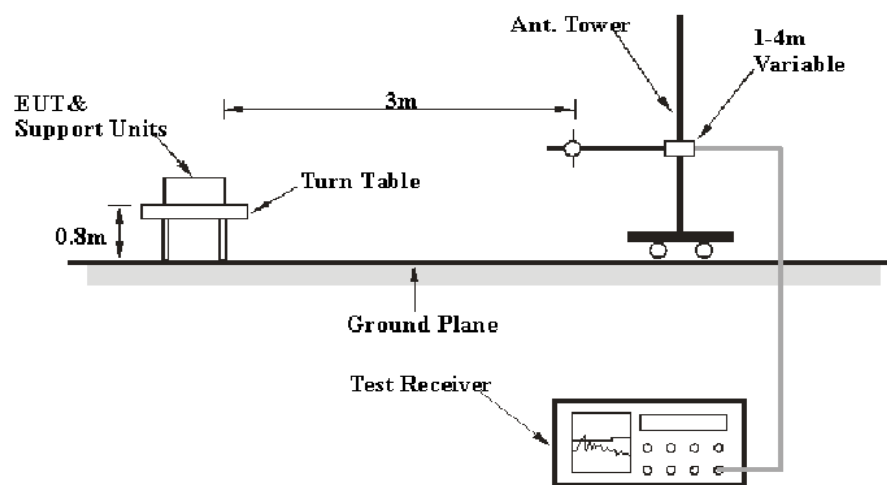 Ant. Tower
1-4m
Variable
3m
EUT&
Support Units
Turn Table
0.8m
Ground Plane
Test Receiver